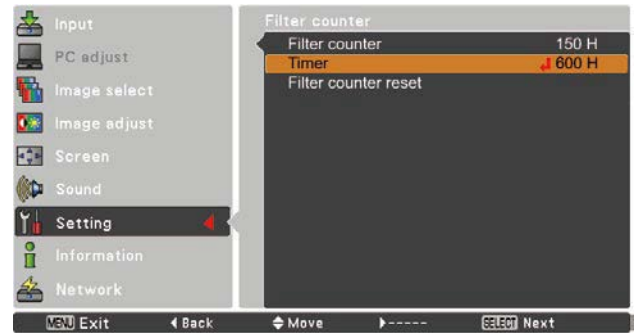 Input
PC adjust
Image select
Image adjust
Screen
Sound
Setting
Information
Network
Filter counter
Filter counter 150 H
Timer 600 H
Filter counter reset
MENU Exit Back Move ----- SELECT Next